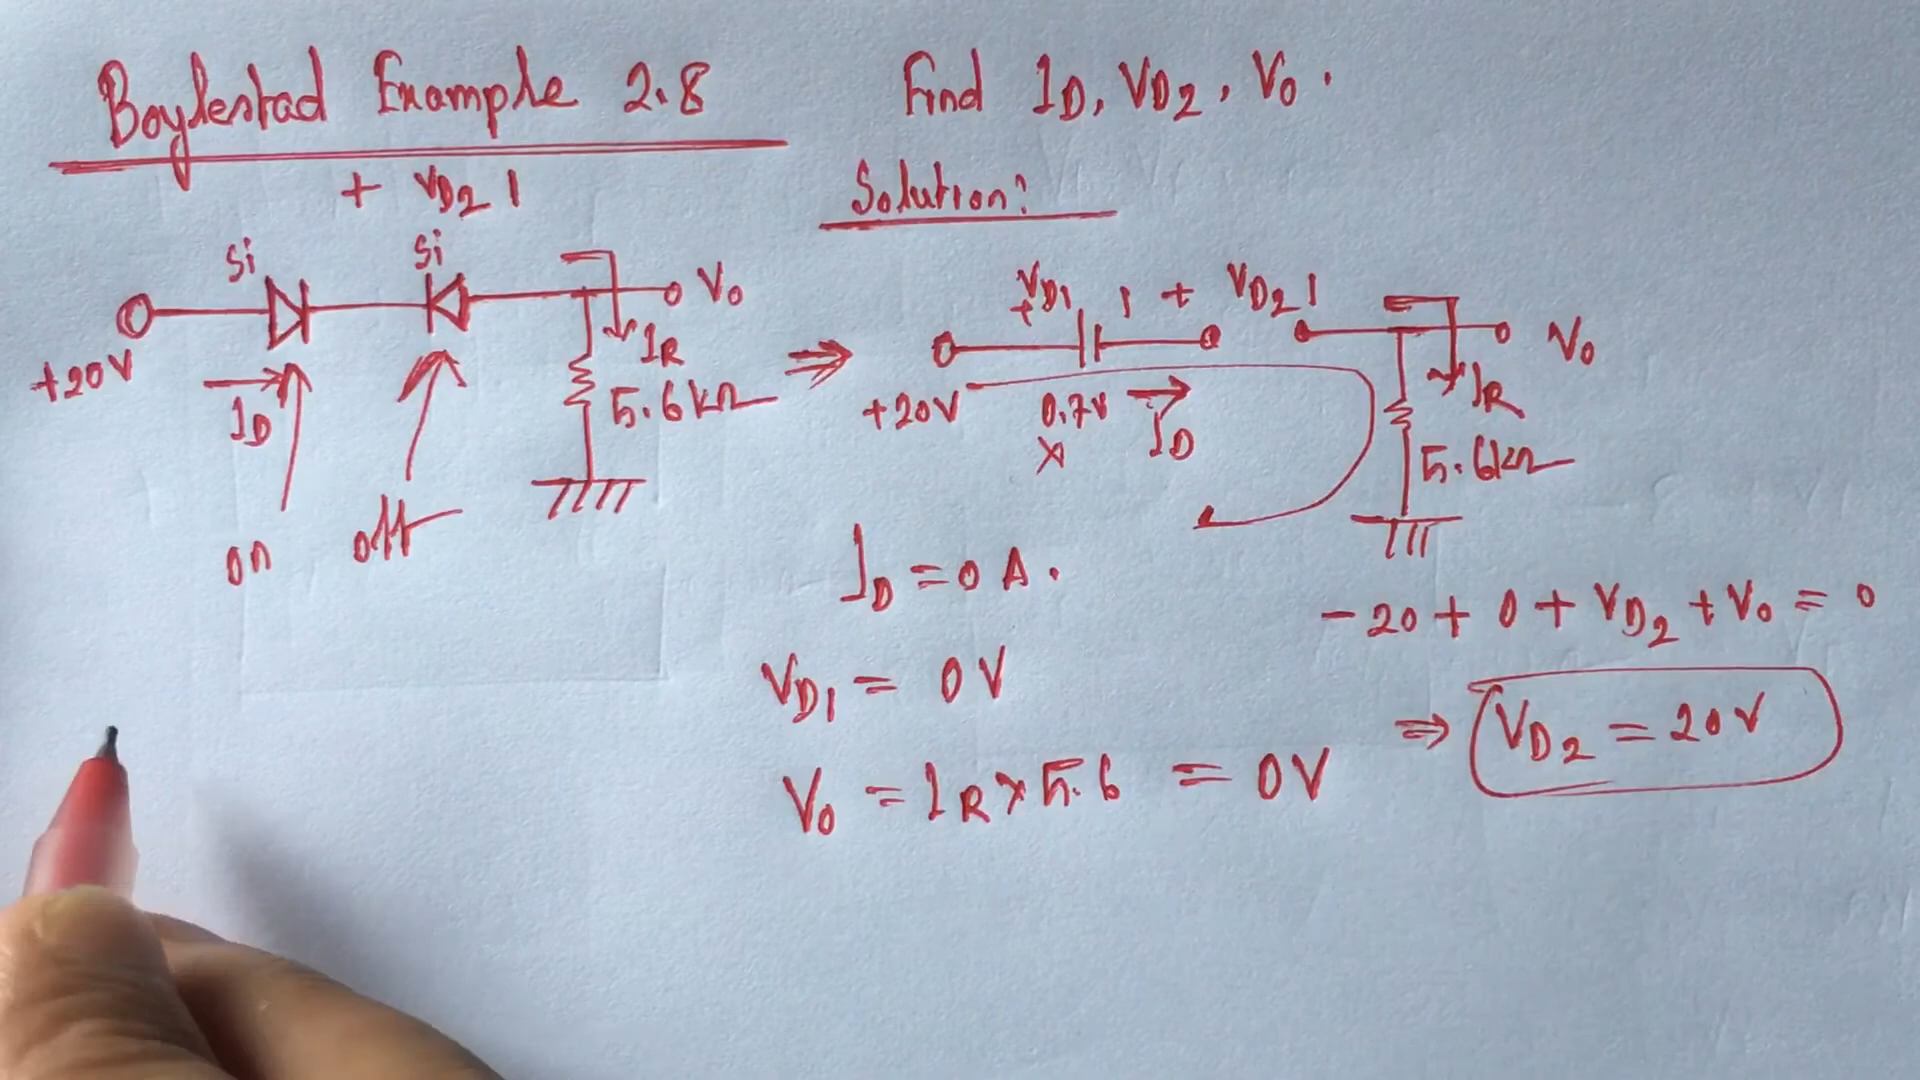 Boylestad Example 2.8
Find ID, VD2, Vo.
+ VD2 -
Si
Si
Vo
IR
5.6kΩ
+20V
ID
on
off
Solution:
+ VD1 -
+ VD2 -
Vo
+20V
0.7V
x
ID
IR
5.6kΩ
ID = 0 A.
VD1 = 0V
Vo = IR x 5.6 = 0V
-20 + 0 + VD2 + Vo = 0
⇒ VD2 = 20V